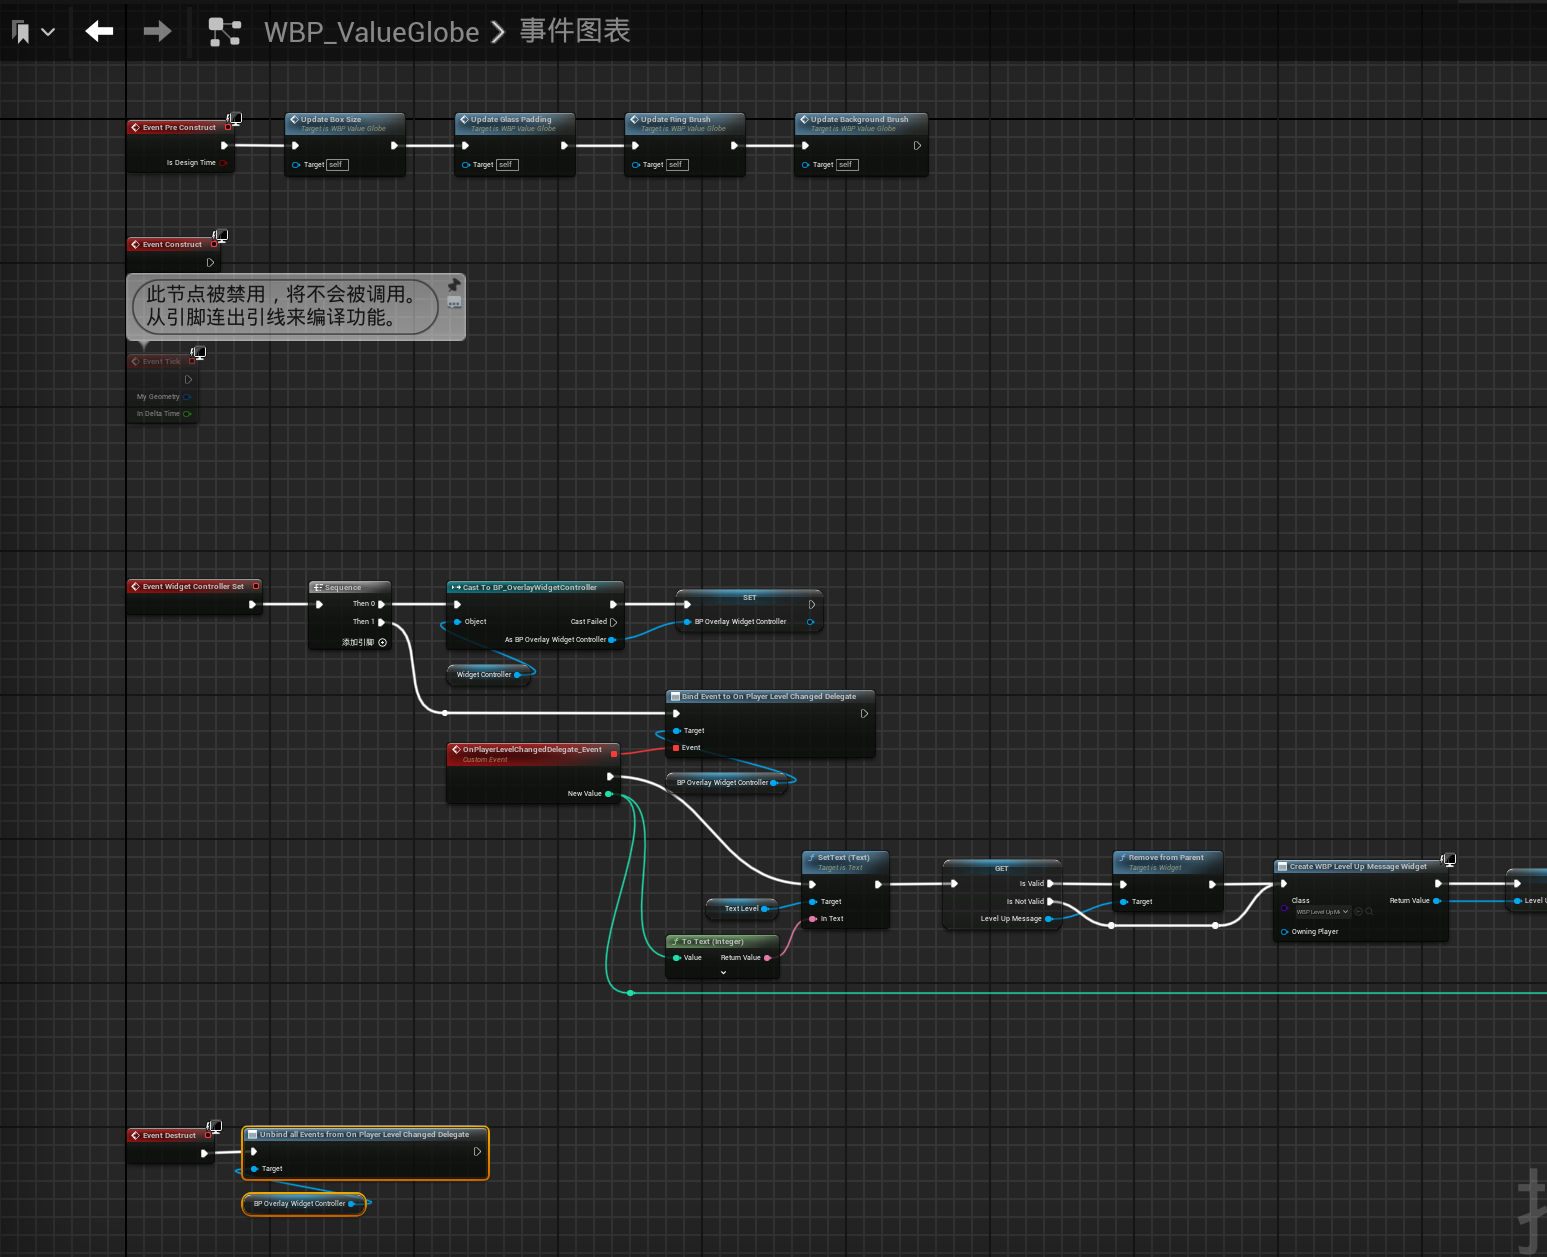 WBP_ValueGlobe > 事件图表
Event Pre Construct
Is Design Time
Update Box Size
Target is WBP Value Globe
Target self
Update Glass Padding
Target is WBP Value Globe
Target self
Update Ring Brush
Target is WBP Value Globe
Target self
Update Background Brush
Target is WBP Value Globe
Target self
Event Construct
此节点被禁用，将不会被调用。
从引脚连出引线来编译功能。
Event Tick
My Geometry
In Delta Time
Event Widget Controller Set
Sequence
Then 0
Then 1
添加引脚
Cast To BP_OverlayWidgetController
Object
Cast Failed
As BP Overlay Widget Controller
SET
BP Overlay Widget Controller
Widget Controller
Bind Event to On Player Level Changed Delegate
Target
Event
OnPlayerLevelChangedDelegate_Event
Custom Event
New Value
BP Overlay Widget Controller
SetText (Text)
Target is Text
Target
In Text
Text Level
To Text (Integer)
Value
Return Value
GET
Is Valid
Is Not Valid
Level Up Message
Remove from Parent
Target is Widget
Target
Create WBP Level Up Message Widget
Class
Return Value
WBP Level Up M
Owning Player
Level U
Event Destruct
Unbind all Events from On Player Level Changed Delegate
Target
BP Overlay Widget Controller